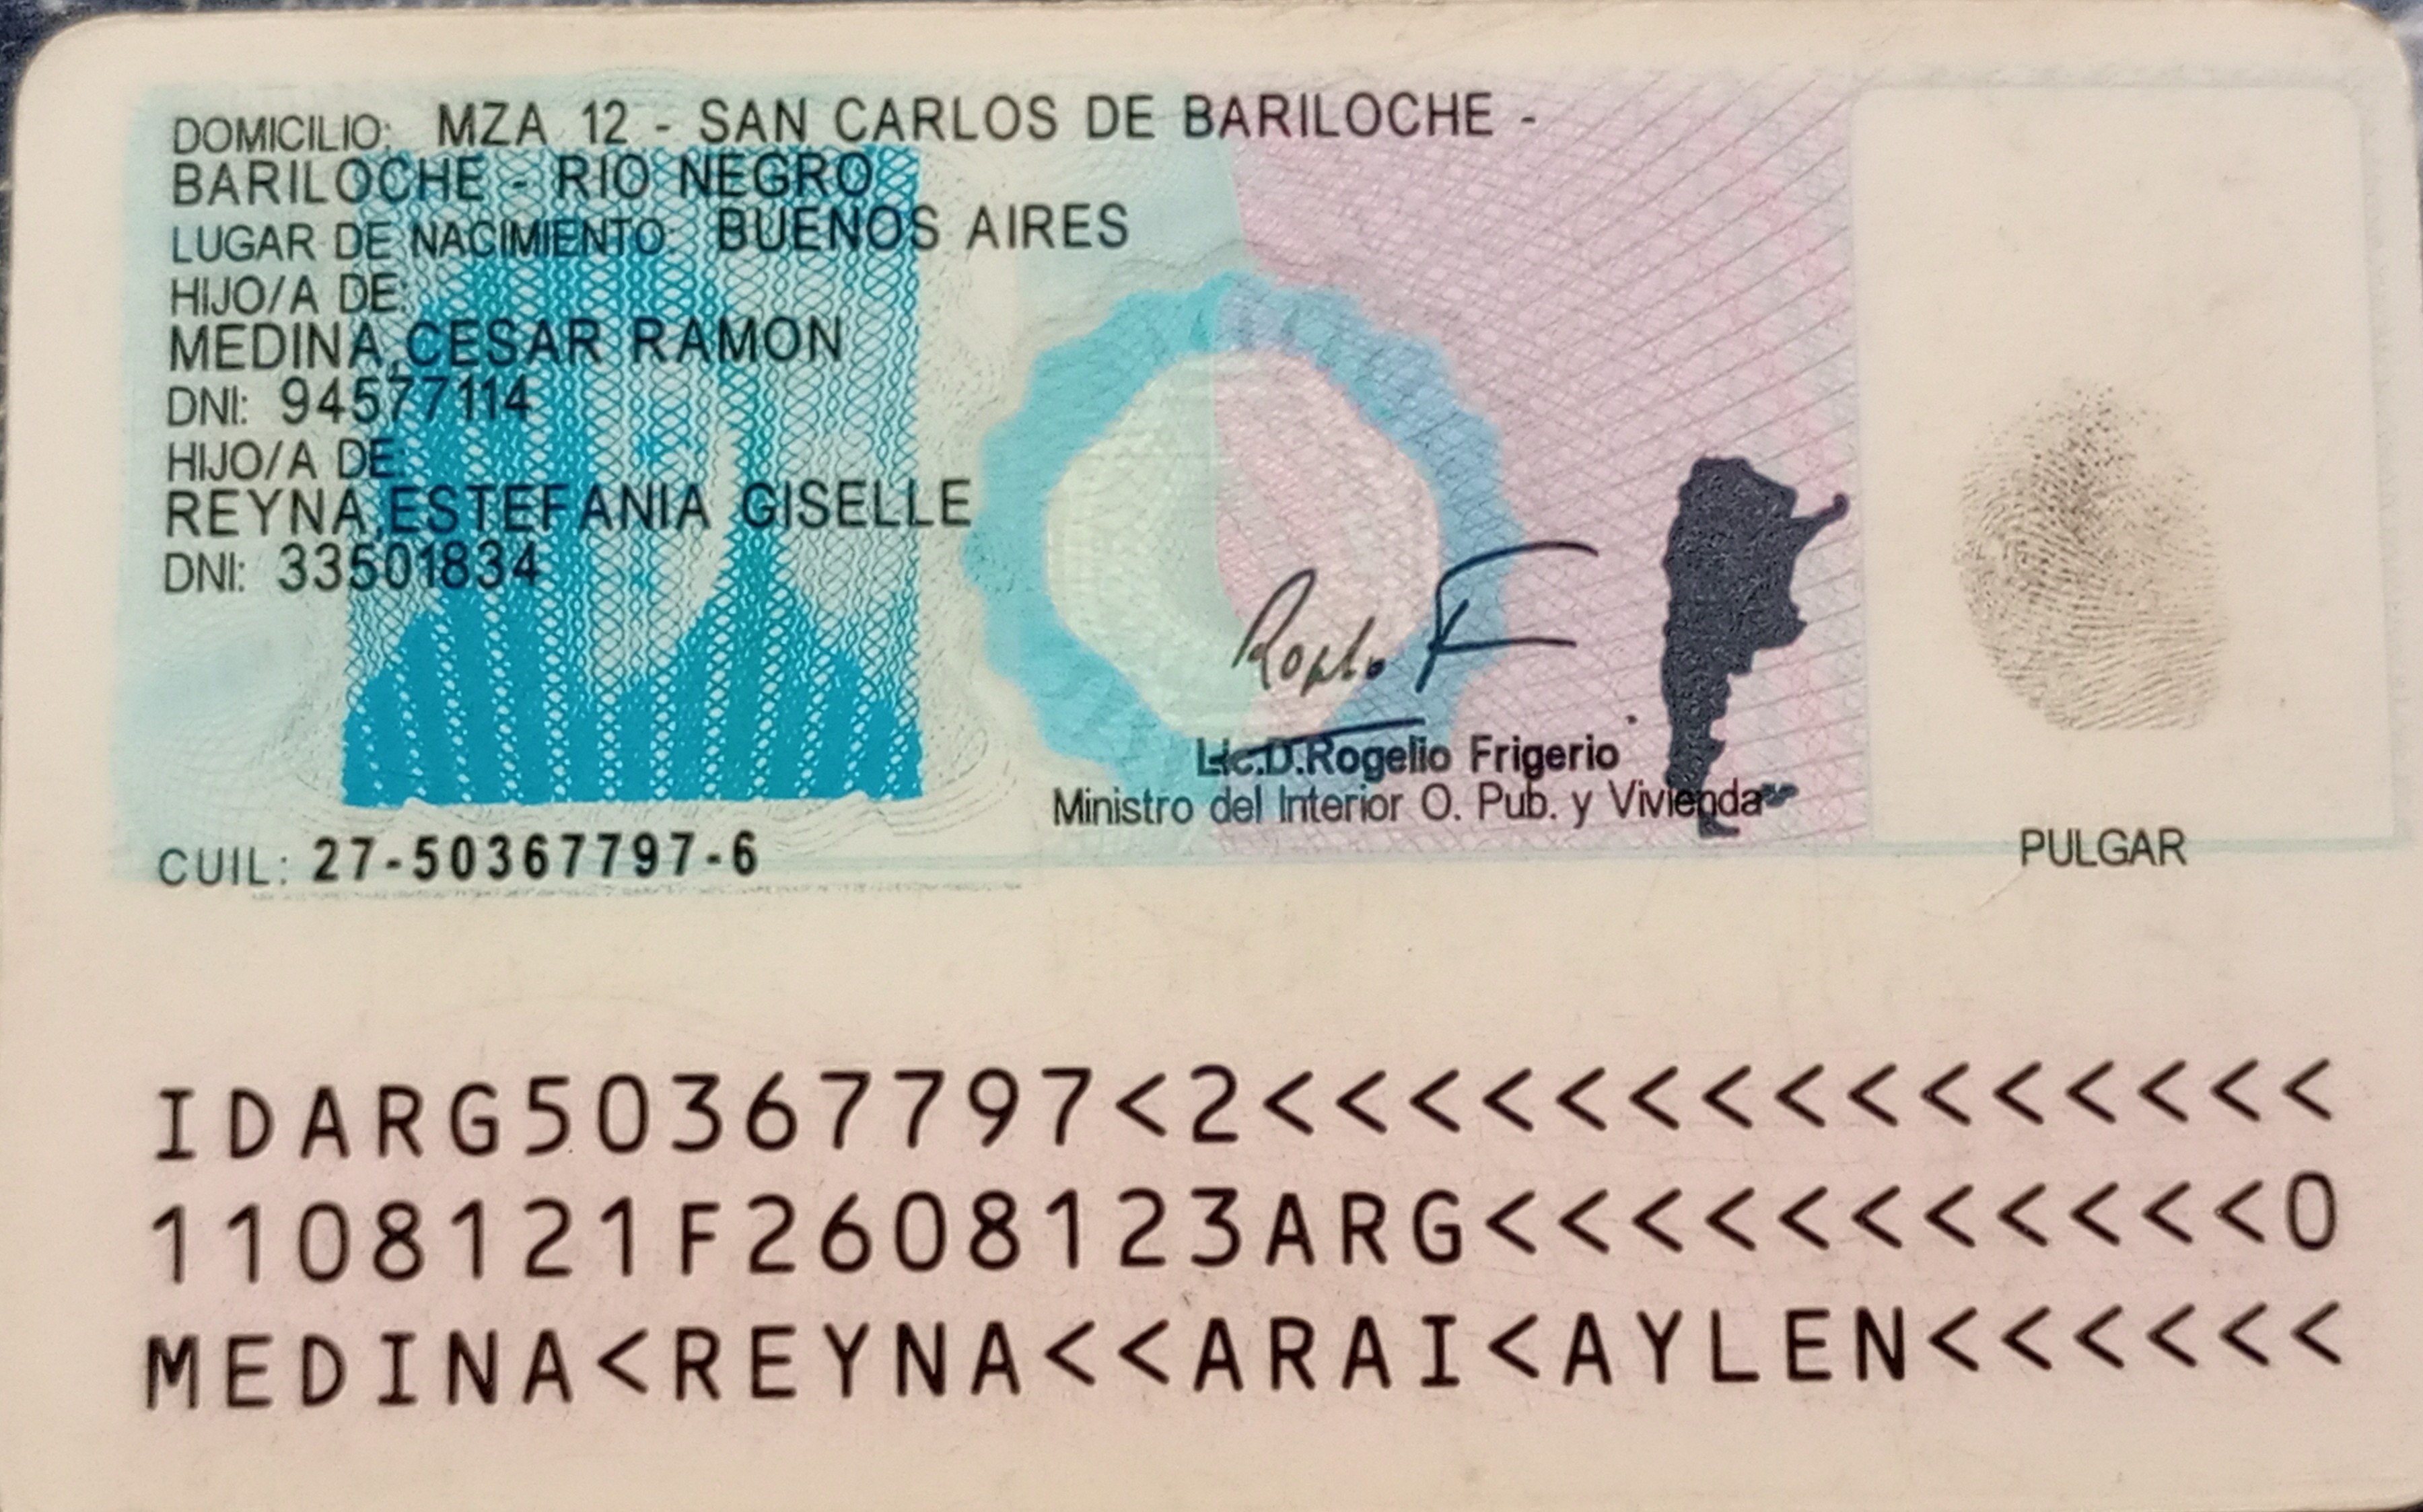 DOMICILIO: MZA 12 - SAN CARLOS DE BARILOCHE -
BARILOCHE - RIO NEGRO
LUGAR DE NACIMIENTO: BUENOS AIRES
HIJO/A DE:
MEDINA,CESAR RAMON
DNI: 94577114
HIJO/A DE:
REYNA,ESTEFANIA GISELLE
DNI: 33501834
Lic.D.Rogelio Frigerio
Ministro del Interior O. Pub. y Vivienda
CUIL: 27-50367797-6
PULGAR
IDARG50367797<2<<<<<<<<<<<<<<<
1108121F2608123ARG<<<<<<<<<<<0
MEDINA<REYNA<<ARAI<AYLEN<<<<<<